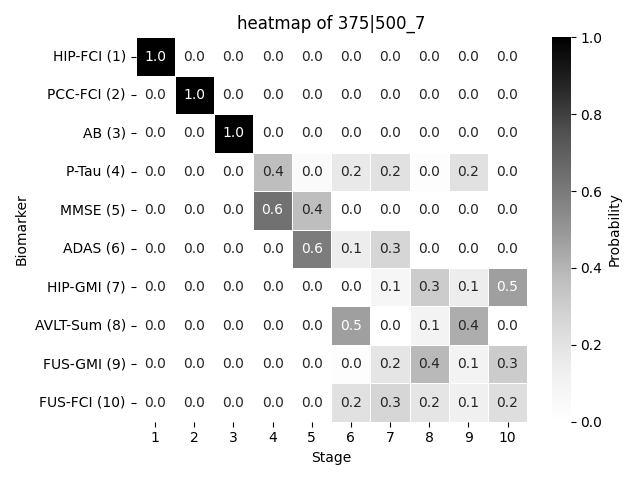 heatmap of 375|500_7
HIP-FCI (1) 1.0 0.0 0.0 0.0 0.0 0.0 0.0 0.0 0.0 0.0
PCC-FCI (2) 0.0 1.0 0.0 0.0 0.0 0.0 0.0 0.0 0.0 0.0
AB (3) 0.0 0.0 1.0 0.0 0.0 0.0 0.0 0.0 0.0 0.0
P-Tau (4) 0.0 0.0 0.0 0.4 0.0 0.2 0.2 0.0 0.2 0.0
MMSE (5) 0.0 0.0 0.0 0.6 0.4 0.0 0.0 0.0 0.0 0.0
ADAS (6) 0.0 0.0 0.0 0.0 0.6 0.1 0.3 0.0 0.0 0.0
HIP-GMI (7) 0.0 0.0 0.0 0.0 0.0 0.0 0.1 0.3 0.1 0.5
AVLT-Sum (8) 0.0 0.0 0.0 0.0 0.0 0.5 0.0 0.1 0.4 0.0
FUS-GMI (9) 0.0 0.0 0.0 0.0 0.0 0.0 0.2 0.4 0.1 0.3
FUS-FCI (10) 0.0 0.0 0.0 0.0 0.0 0.2 0.3 0.2 0.1 0.2
1 2 3 4 5 6 7 8 9 10
Stage
Biomarker
1.0
0.8
0.6
0.4
0.2
0.0
Probability